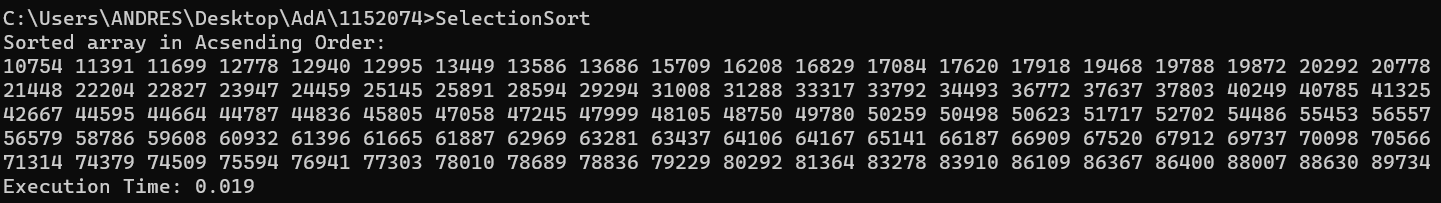 C:\Users\ANDRES\Desktop\AdA\1152074>SelectionSort
Sorted array in Acsending Order:
10754 11391 11699 12778 12940 12995 13449 13586 13686 15709 16208 16829 17084 17620 17918 19468 19788 19872 20292 20778
21448 22204 22827 23947 24459 25145 25891 28594 29294 31008 31288 33317 33792 34493 36772 37637 37803 40249 40785 41325
42667 44595 44664 44787 44836 45805 47058 47245 47999 48105 48750 49780 50259 50498 50623 51717 52702 54486 55453 56557
56579 58786 59608 60932 61396 61665 61887 62969 63281 63437 64106 64167 65141 66187 66909 67520 67912 69737 70098 70566
71314 74379 74509 75594 76941 77303 78010 78689 78836 79229 80292 81364 83278 83910 86109 86367 86400 88007 88630 89734
Execution Time: 0.019